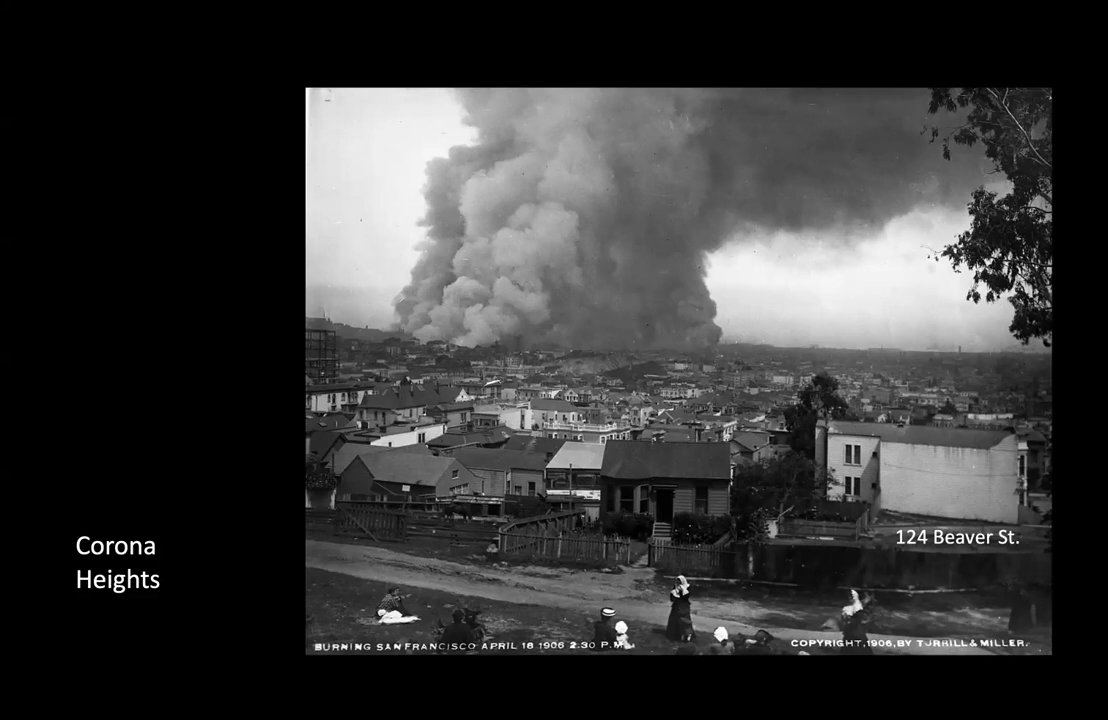 Corona
Heights
124 Beaver St.
BURNING SAN FRANCISCO APRIL 18 1906 2.30 P.M.
COPYRIGHT, 1906, BY TURRILL & MILLER.